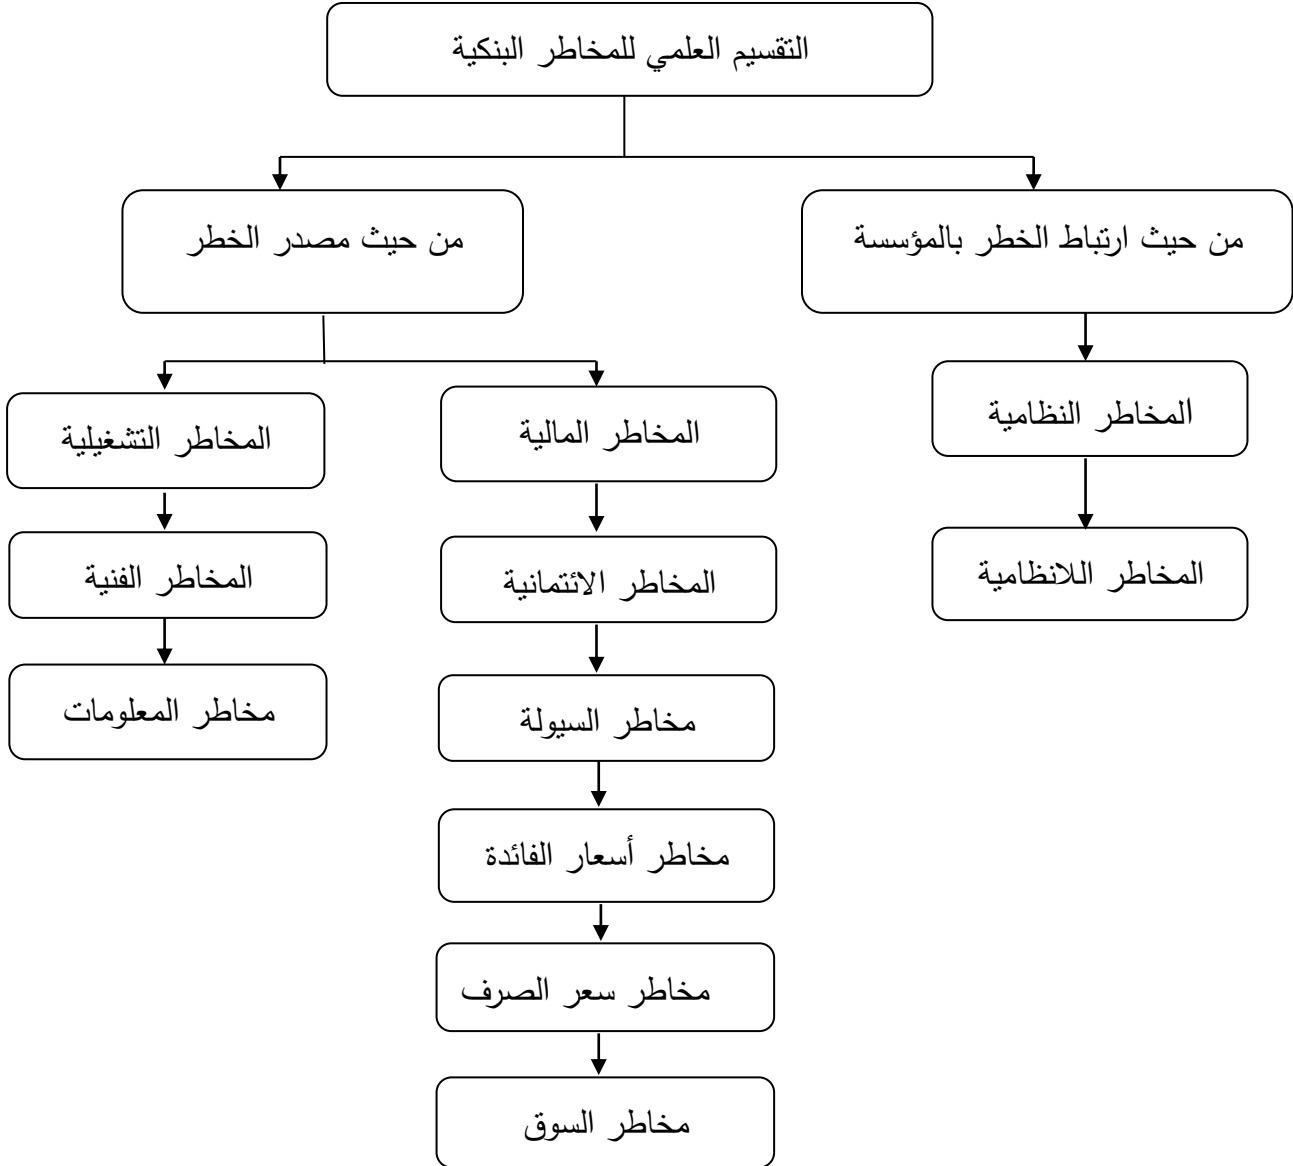 التقسيم العلمي للمخاطر البنكية
من حيث ارتباط الخطر بالمؤسسة
من حيث مصدر الخطر
المخاطر النظامية
المخاطر اللانظامية
المخاطر المالية
المخاطر الائتمانية
مخاطر السيولة
مخاطر أسعار الفائدة
مخاطر سعر الصرف
مخاطر السوق
المخاطر التشغيلية
المخاطر الفنية
مخاطر المعلومات